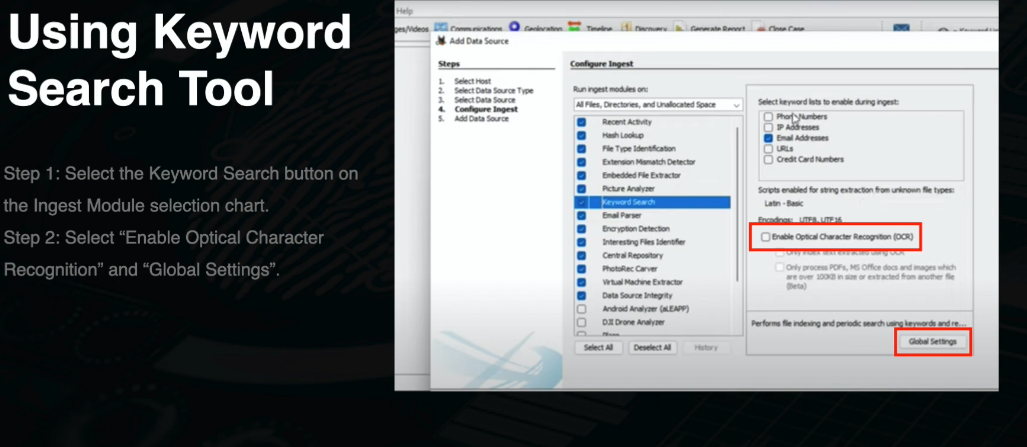 Using Keyword
Search Tool
Step 1: Select the Keyword Search button on
the Ingest Module selection chart.
Step 2: Select “Enable Optical Character
Recognition” and “Global Settings”.
Help
ges/Videos Communications Geolocation Timeline Discovery Generate Report Close Case
Add Data Source
Steps
1. Select Host
2. Select Data Source Type
3. Select Data Source
4. Configure Ingest
5. Add Data Source
Configure Ingest
Run ingest modules on:
All Files, Directories, and Unallocated Space
Recent Activity
Hash Lookup
File Type Identification
Extension Mismatch Detector
Embedded File Extractor
Picture Analyzer
Keyword Search
Email Parser
Encryption Detection
Interesting Files Identifier
Central Repository
PhotoRec Carver
Virtual Machine Extractor
Data Source Integrity
Android Analyzer (aLEAPP)
DJI Drone Analyzer
Select All Deselect All History
Select keyword lists to enable during ingest:
Phone Numbers
IP Addresses
Email Addresses
URLs
Credit Card Numbers
Scripts enabled for string extraction from unknown file types:
Latin - Basic
Encodings: UTF8, UTF16
Enable Optical Character Recognition (OCR)
Only index text extracted using OCR
Only process PDFs, MS Office docs and images which
are over 100KB in size or extracted from another file
(Beta)
Performs file indexing and periodic search using keywords and re...
Global Settings